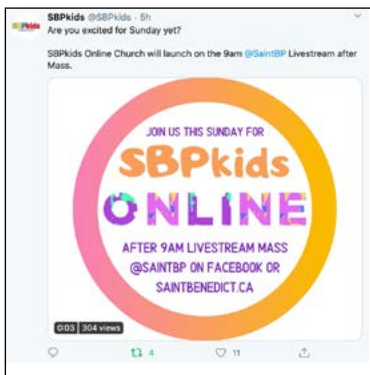 SBPkids @SBPkids · 5h
Are you excited for Sunday yet?
SBPkids Online Church will launch on the 9am @SaintBP Livestream after
Mass.
JOIN US THIS SUNDAY FOR
SBPkids
ONLINE
AFTER 9AM LIVESTREAM MASS
@SAINTBP ON FACEBOOK OR
SAINTBENEDICT.CA
0:03 304 views
4 11